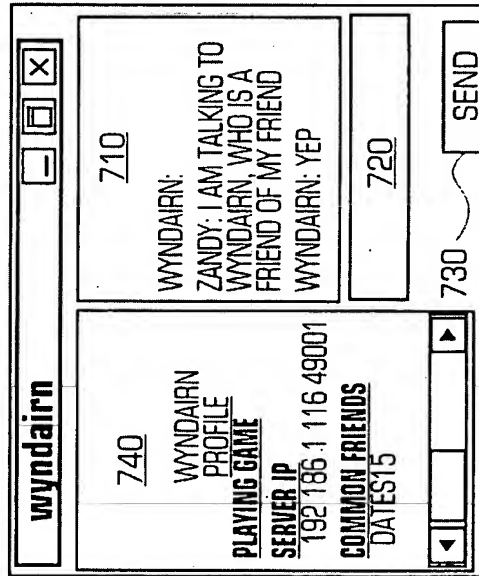 wyndairn
740
WYNDAIRN
PROFILE
PLAYING GAME
SERVER IP
192 186 1 116 49001
COMMON FRIENDS
DATES15
710
WYNDAIRN:
ZANDY: I AM TALKING TO
WYNDAIRN, WHO IS A
FRIEND OF MY FRIEND
WYNDAIRN: YEP
720
730
SEND